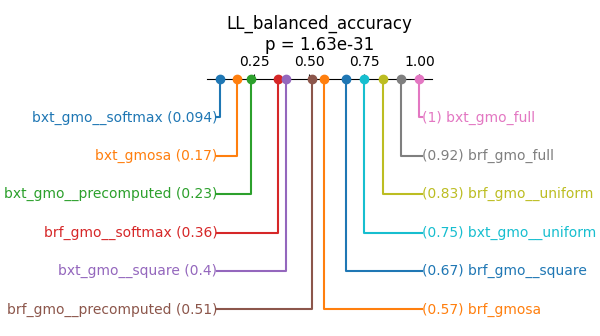 LL_balanced_accuracy
p = 1.63e-31
0.25 0.50 0.75 1.00
bxt_gmo__softmax (0.094)
(1) bxt_gmo_full
bxt_gmosa (0.17)
(0.92) brf_gmo_full
bxt_gmo__precomputed (0.23)
(0.83) brf_gmo__uniform
brf_gmo__softmax (0.36)
(0.75) bxt_gmo__uniform
bxt_gmo__square (0.4)
(0.67) brf_gmo__square
brf_gmo__precomputed (0.51)
(0.57) brf_gmosa